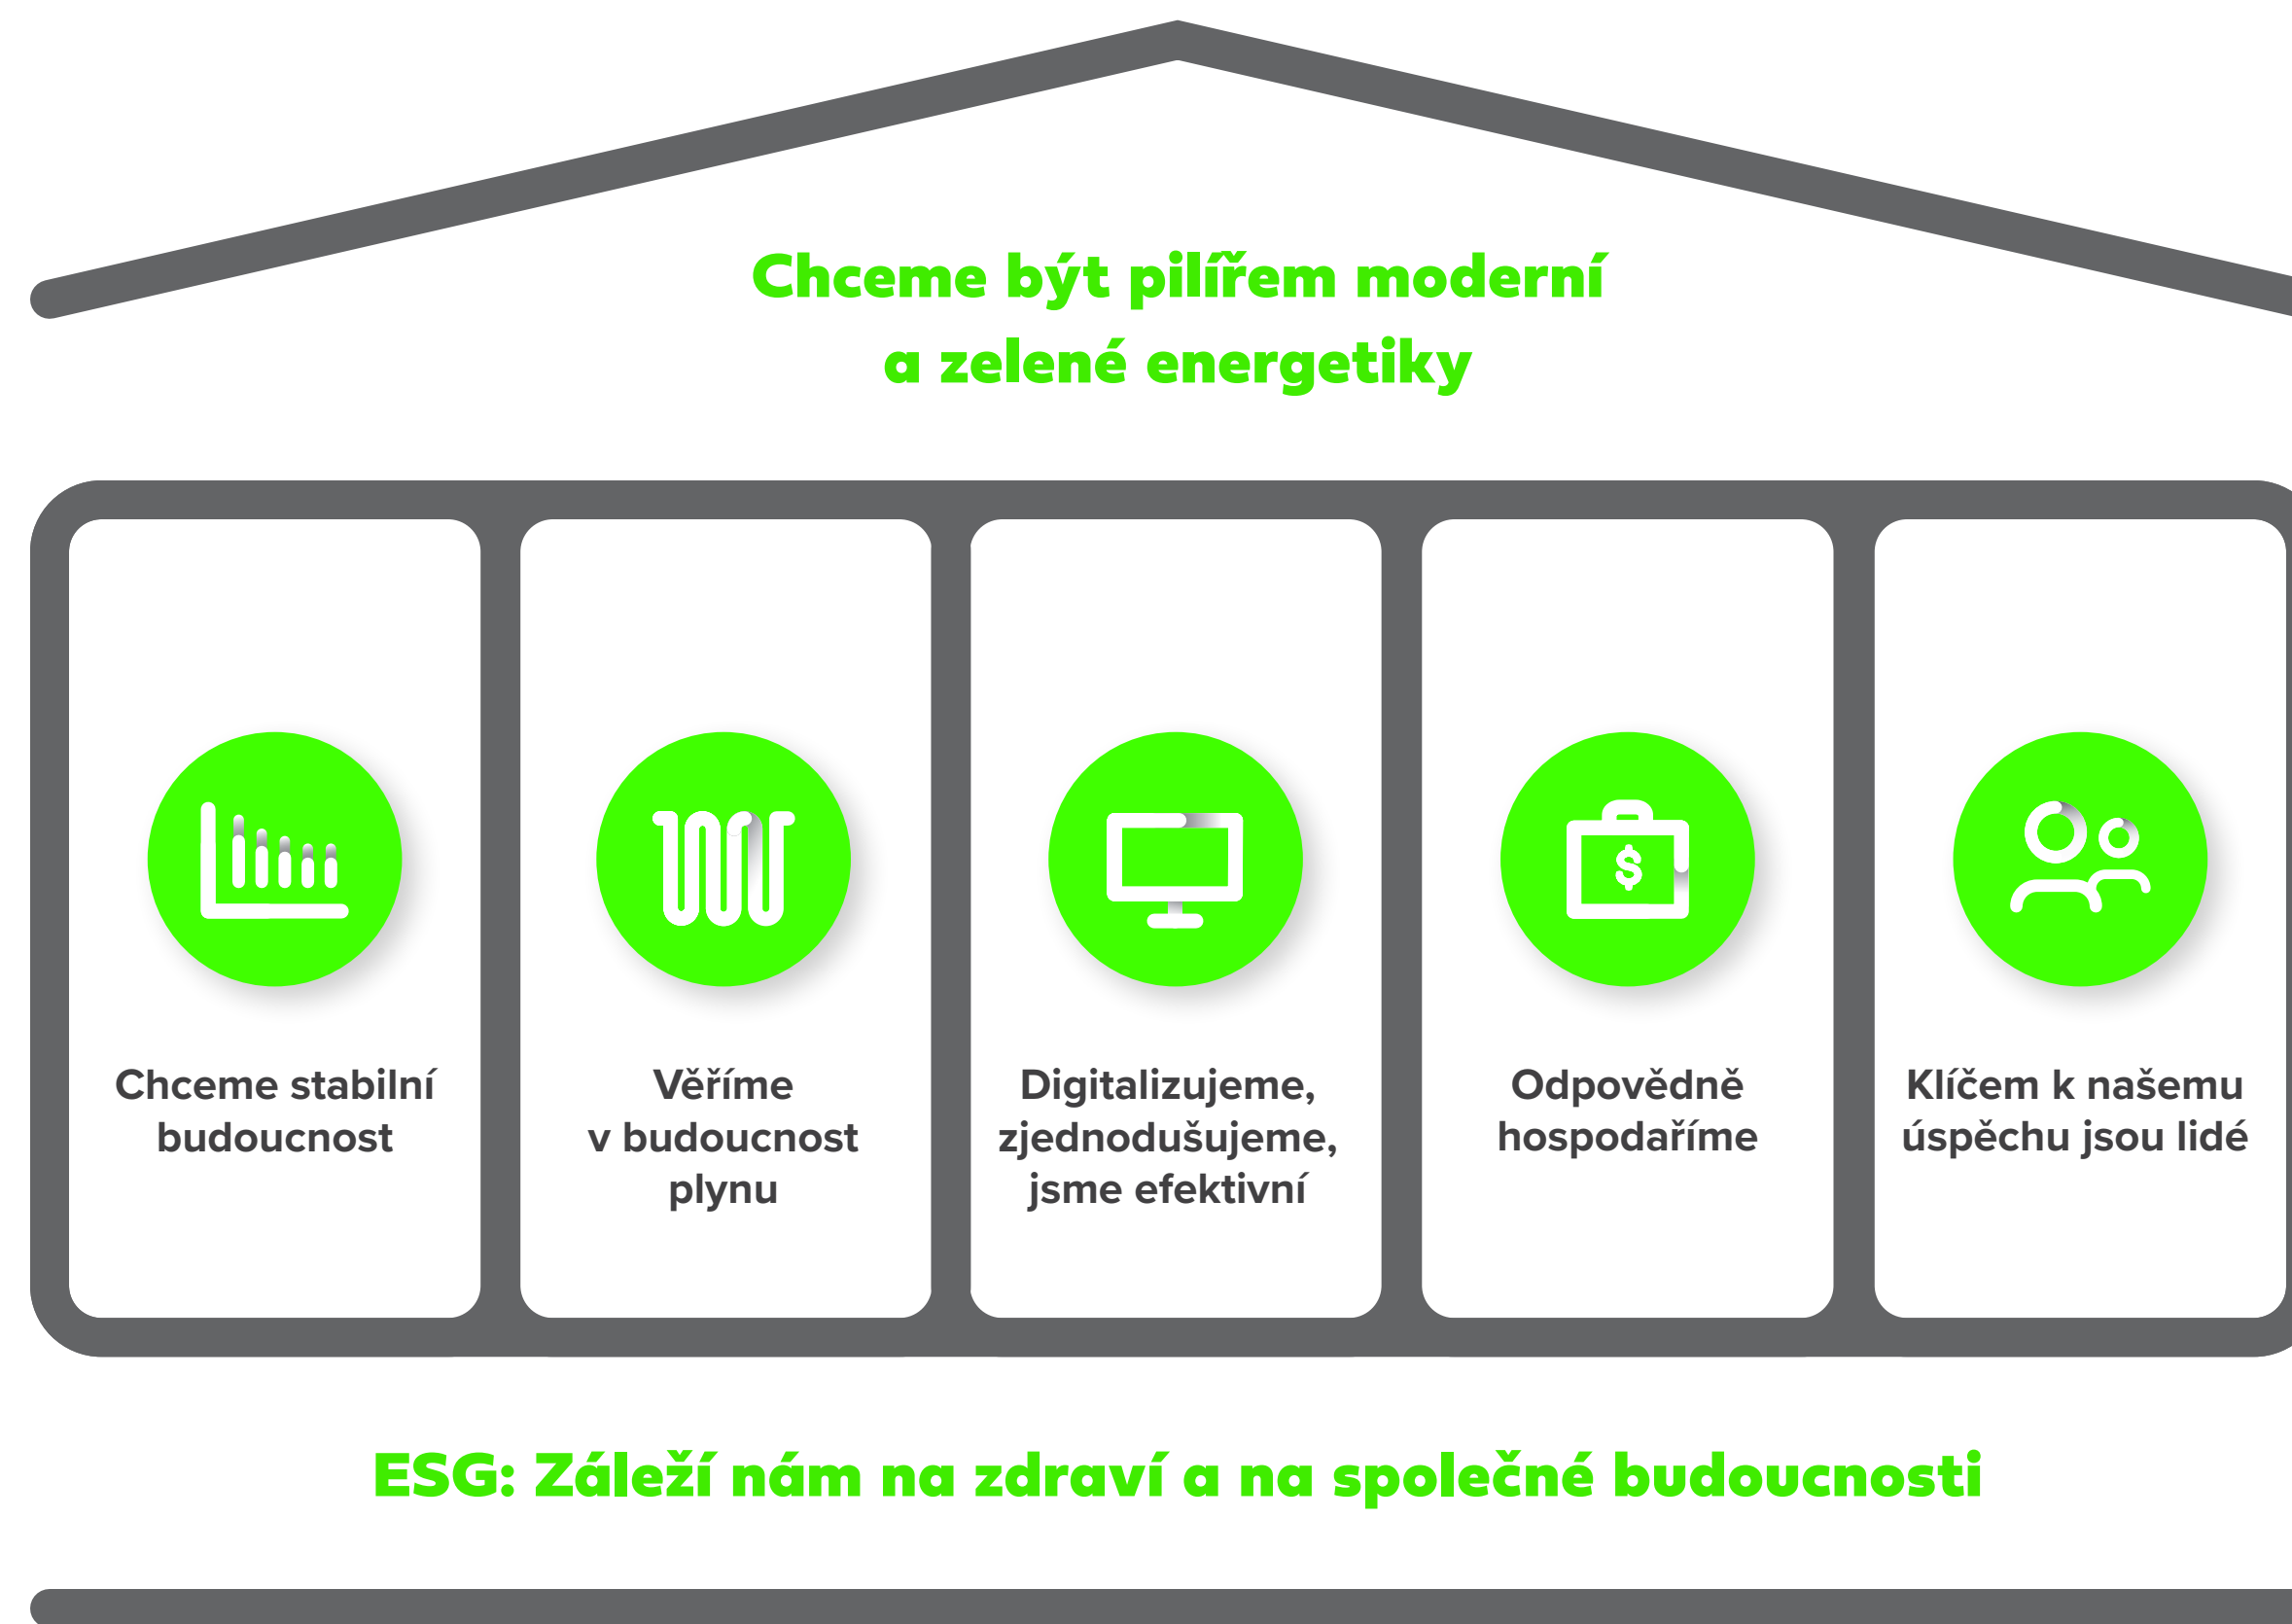 Chceme být pilířem moderní
a zelené energetiky
Chceme stabilní
budoucnost
Věříme
v budoucnost
plynu
Digitalizujeme,
zjednodušujeme,
jsme efektivní
$
Odpovědně
hospodaříme
Klíčem k našemu
úspěchu jsou lidé
ESG: Záleží nám na zdraví a na společné budoucnosti